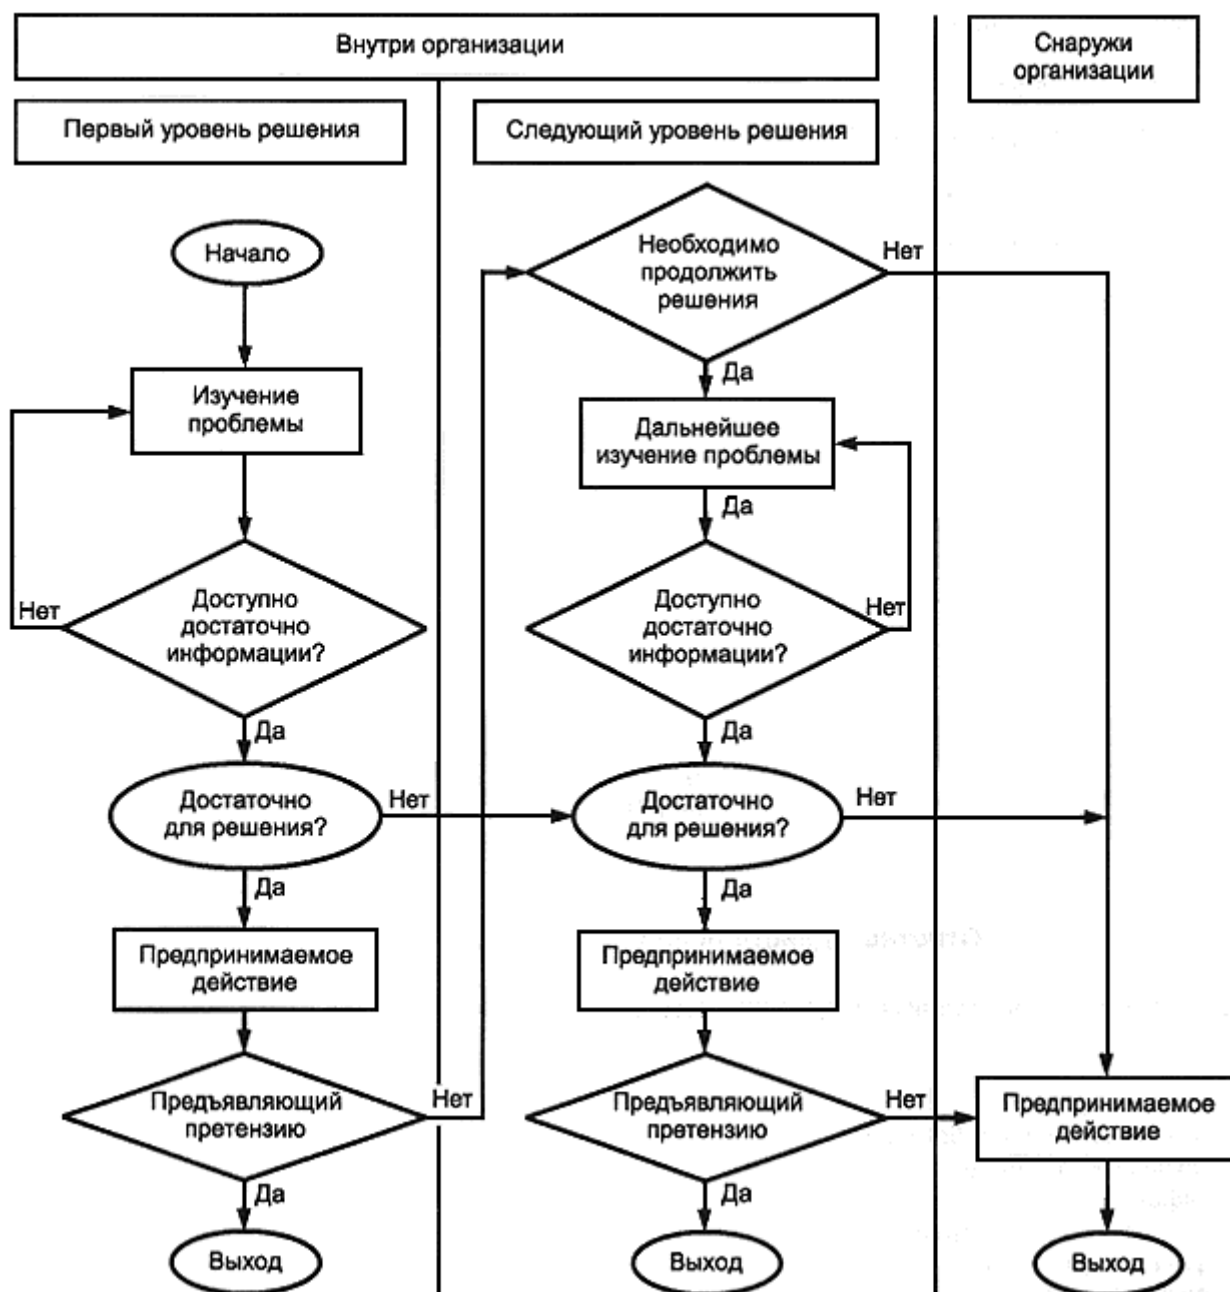 Внутри организации
Снаружи
организации
Первый уровень решения
Следующий уровень решения
Начало
Необходимо
продолжить
решения
Нет
Да
Изучение
проблемы
Дальнейшее
изучение проблемы
Да
Доступно
достаточно
информации?
Нет
Да
Доступно
достаточно
информации?
Нет
Да
Достаточно
для решения?
Нет
Да
Достаточно
для решения?
Нет
Да
Предпринимаемое
действие
Предпринимаемое
действие
Предъявляющий
претензию
Нет
Да
Предъявляющий
претензию
Нет
Да
Предпринимаемое
действие
Выход
Выход
Выход